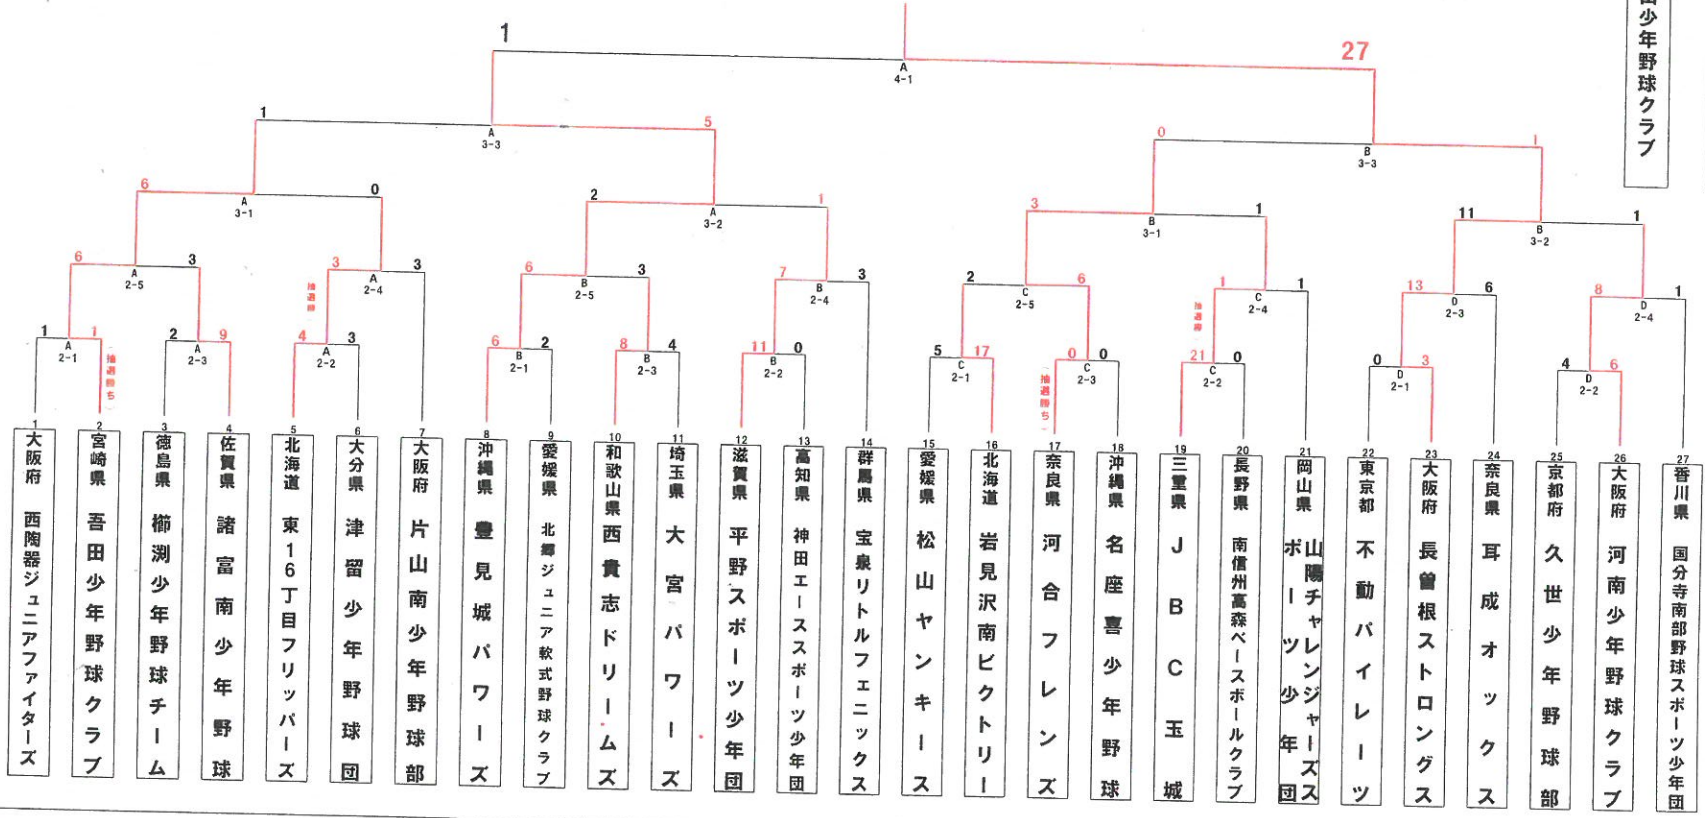 少年野球クラブ
1
27
A
4-1
1
5
A
3-3
0
1
B
3-3
6
0
A
3-1
2
1
A
3-2
3
1
B
3-1
11
1
B
3-2
6
3
A
2-5
3
3
A
2-4
抽選勝
6
3
B
2-5
7
3
B
2-4
2
6
C
2-5
1
1
C
2-4
抽選勝
13
6
D
2-3
8
1
D
2-4
1
1
A
2-1
(抽選勝ち)
2
9
A
2-3
4
3
A
2-2
6
2
B
2-1
8
4
B
2-3
11
0
B
2-2
5
17
C
2-1
0
0
C
2-3
(抽選勝ち)
21
0
C
2-2
0
3
D
2-1
4
6
D
2-2
1
大阪府 西陶器ジュニアファイターズ
2
宮崎県 吾田少年野球クラブ
3
徳島県 櫛渕少年野球チーム
4
佐賀県 諸富南少年野球
5
北海道 東16丁目フリッパーズ
6
大分県 津留少年野球団
7
大阪府 片山南少年野球部
8
沖縄県 豊見城パワーズ
9
愛媛県 北郷ジュニア軟式野球クラブ
10
和歌山県 西貴志ドリームズ
11
埼玉県 大宮パワーズ
12
滋賀県 平野スポーツ少年団
13
高知県 神田エーススポーツ少年団
14
群馬県 宝泉リトルフェニックス
15
愛媛県 松山ヤンキース
16
北海道 岩見沢南ビクトリー
17
奈良県 河合フレンズ
18
沖縄県 名座喜少年野球
19
三重県 JBC玉城
20
長野県 南信州高森ベースボールクラブ
21
岡山県 山陽チャレンジャーズス
ポーツ少年団
22
東京都 不動パイレーツ
23
大阪府 長曽根ストロングス
24
奈良県 耳成オックス
25
京都府 久世少年野球部
26
大阪府 河南少年野球クラブ
27
香川県 国分寺南部野球スポーツ少年団